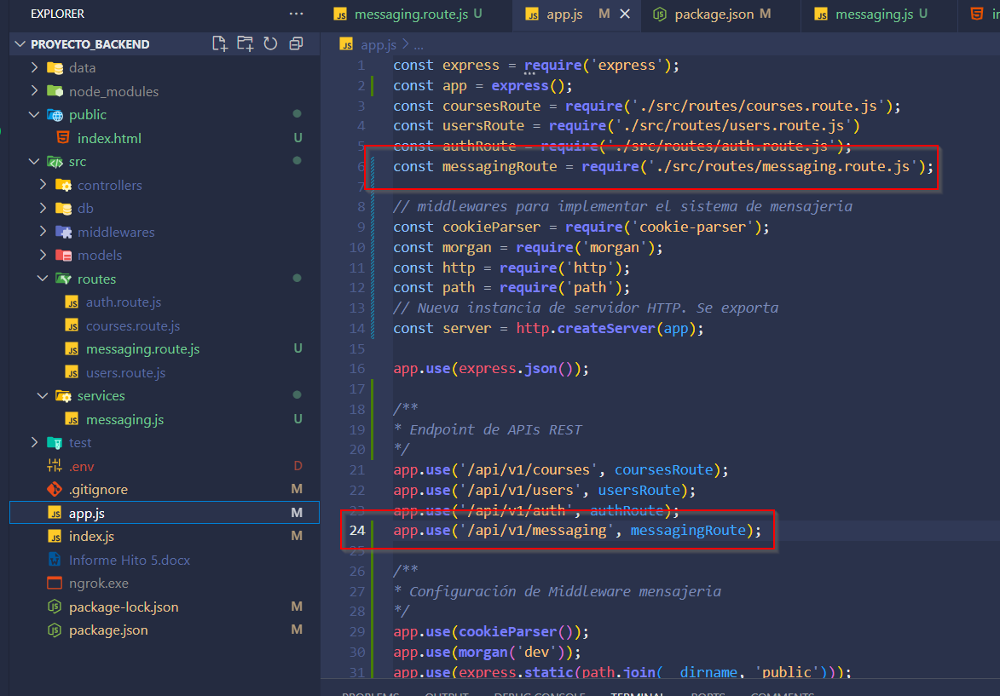 EXPLORER ...
PROYECTO_BACKEND
data
node_modules
public
index.html U
src
controllers
db
middlewares
models
routes
auth.route.js
courses.route.js
messaging.route.js U
users.route.js
services
messaging.js U
test
.env D
.gitignore M
app.js M
index.js M
Informe Hito 5.docx
ngrok.exe
package-lock.json M
package.json M
JS messaging.route.js U JS app.js M × package.json M JS messaging.js U
JS app.js > ...
1 const express = require('express');
2 const app = express();
3 const coursesRoute = require('./src/routes/courses.route.js');
4 const usersRoute = require('./src/routes/users.route.js')
5 const authRoute = require('./src/routes/auth.route.js');
6 const messagingRoute = require('./src/routes/messaging.route.js');
7
8 // middlewares para implementar el sistema de mensajeria
9 const cookieParser = require('cookie-parser');
10 const morgan = require('morgan');
11 const http = require('http');
12 const path = require('path');
13 // Nueva instancia de servidor HTTP. Se exporta
14 const server = http.createServer(app);
15
16 app.use(express.json());
17
18 /**
19 * Endpoint de APIs REST
20 */
21 app.use('/api/v1/courses', coursesRoute);
22 app.use('/api/v1/users', usersRoute);
23 app.use('/api/v1/auth', authRoute);
24 app.use('/api/v1/messaging', messagingRoute);
25
26 /**
27 * Configuración de Middleware mensajeria
28 */
29 app.use(cookieParser());
30 app.use(morgan('dev'));
31 app.use(express.static(path.join(__dirname, 'public')));
PROBLEMS OUTPUT DEBUG CONSOLE TERMINAL PORTS COMMENTS